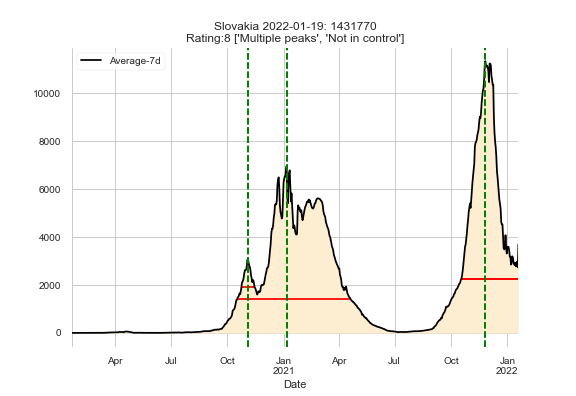 Slovakia 2022-01-19: 1431770
Rating:8 ['Multiple peaks', 'Not in control']
Average-7d
10000
8000
6000
4000
2000
0
Apr
Jul
Oct
Jan
2021
Apr
Jul
Oct
Jan
2022
Date